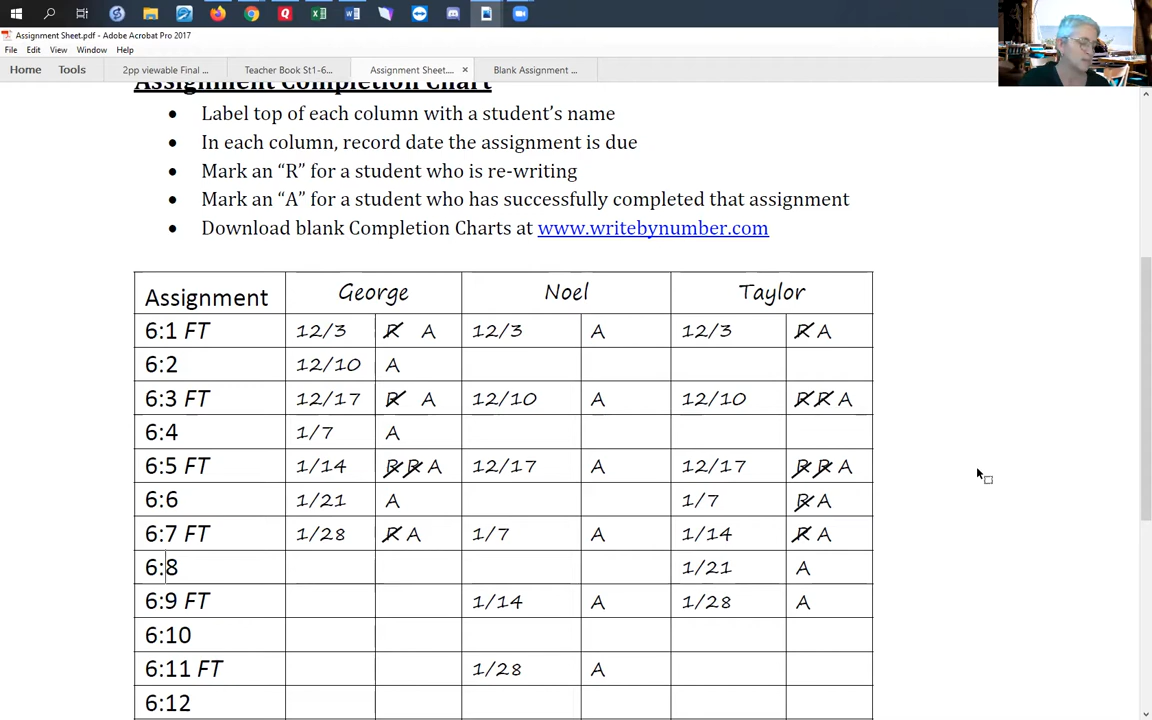 Assignment Sheet.pdf - Adobe Acrobat Pro 2017
File Edit View Window Help
Home Tools 2pp viewable Final ... Teacher Book St1-6... Assignment Sheet.... × Blank Assignment ...
Assignment Completion Chart
• Label top of each column with a student's name
• In each column, record date the assignment is due
• Mark an “R” for a student who is re-writing
• Mark an “A” for a student who has successfully completed that assignment
• Download blank Completion Charts at www.writebynumber.com
Assignment George Noel Taylor
6:1 FT 12/3 R A 12/3 A 12/3 R A
6:2 12/10 A
6:3 FT 12/17 R A 12/10 A 12/10 R R A
6:4 1/7 A
6:5 FT 1/14 R R A 12/17 A 12/17 R R A
6:6 1/21 A 1/7 R A
6:7 FT 1/28 R A 1/7 A 1/14 R A
6:8 1/21 A
6:9 FT 1/14 A 1/28 A
6:10
6:11 FT 1/28 A
6:12